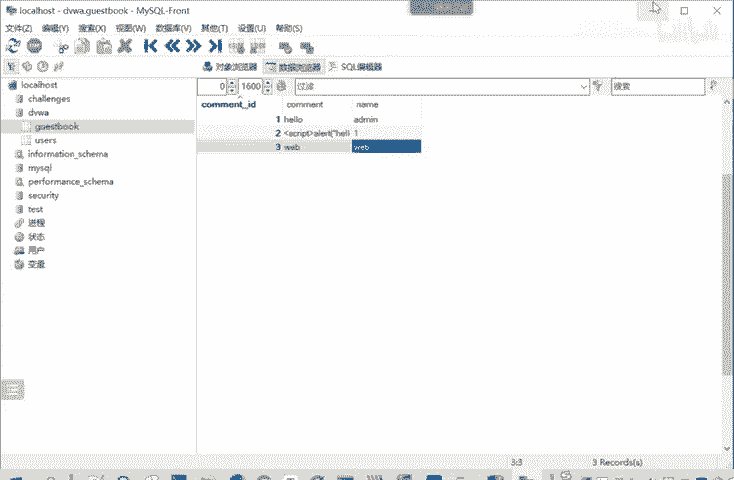 localhost - dvwa.guestbook - MySQL-Front
文件(Z) 编辑(Y) 搜索(X) 视图(W) 数据库(V) 其他(T) 设置(U) 帮助(S)
对象浏览器 数据浏览器 SQL编辑器
0 1600 过滤 搜索
localhost
challenges
dvwa
guestbook
users
information_schema
mysql
performance_schema
security
test
进程
状态
用户
变量
comment_id comment name
1 hello admin
2 <script>alert("hell 1
3 web web
3:3 3 Records(s)